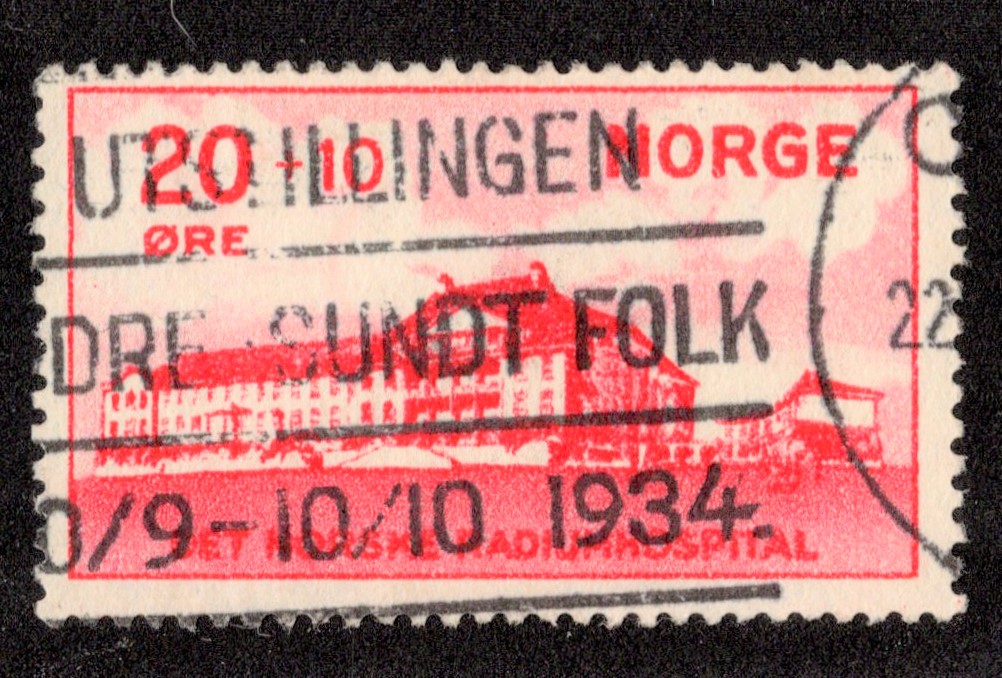 20 + 10 NORGE
ØRE
DET NORSKE RADIUMHOSPITAL
UTSTILLINGEN
DRE SUNDT FOLK
0/9-10/10 1934.
22